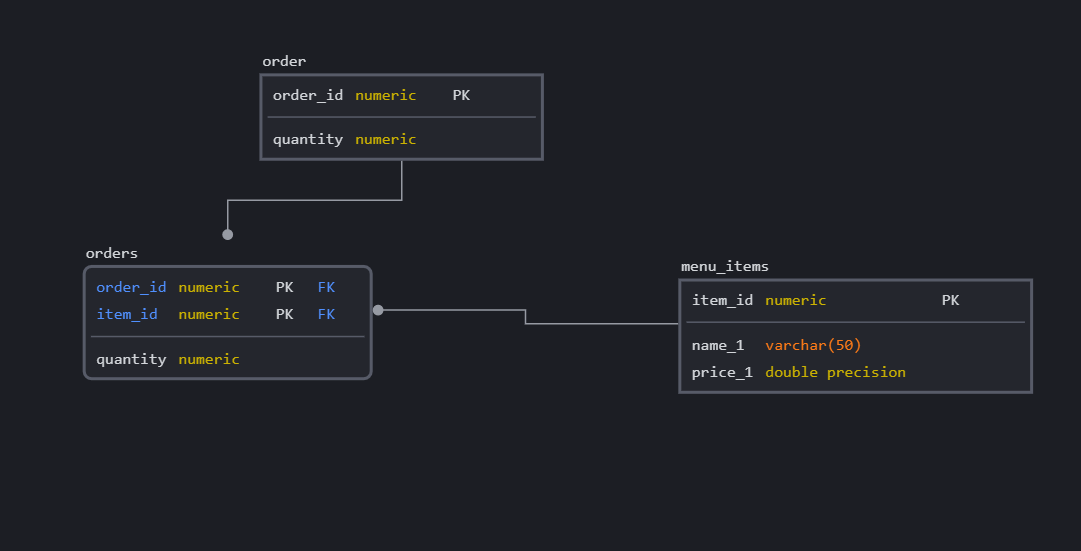 order
order_id numeric PK
quantity numeric
orders
order_id numeric PK FK
item_id numeric PK FK
quantity numeric
menu_items
item_id numeric PK
name_1 varchar(50)
price_1 double precision